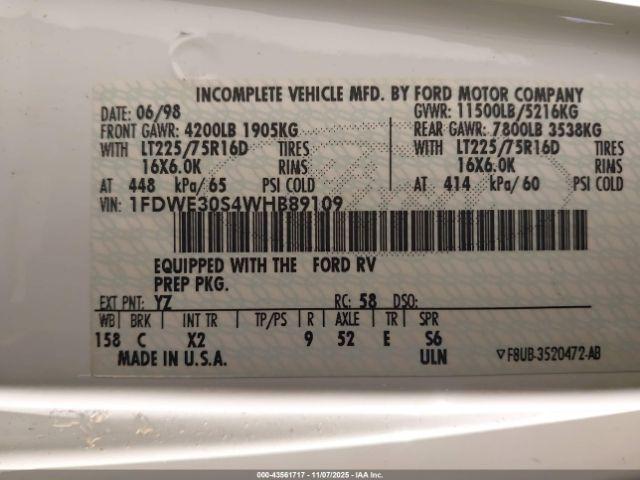 INCOMPLETE VEHICLE MFD. BY FORD MOTOR COMPANY
DATE: 06/98 GVWR: 11500LB/5216KG
FRONT GAWR: 4200LB 1905KG REAR GAWR: 7800LB 3538KG
WITH LT225/75R16D TIRES WITH LT225/75R16D TIRES
16X6.0K RIMS 16X6.0K RIMS
AT 448 kPa/65 PSI COLD AT 414 kPa/60 PSI COLD
VIN: 1FDWE30S4WHB89109
EQUIPPED WITH THE FORD RV
PREP PKG.
EXT PNT: YZ RC: 58 DSO:
WB BRK INT TR TP/PS R AXLE TR SPR
158 C X2 9 52 E S6
MADE IN U.S.A. ULN ▽F8UB-3520472-AB
000-43561717 - 11/07/2025 - IAA Inc.